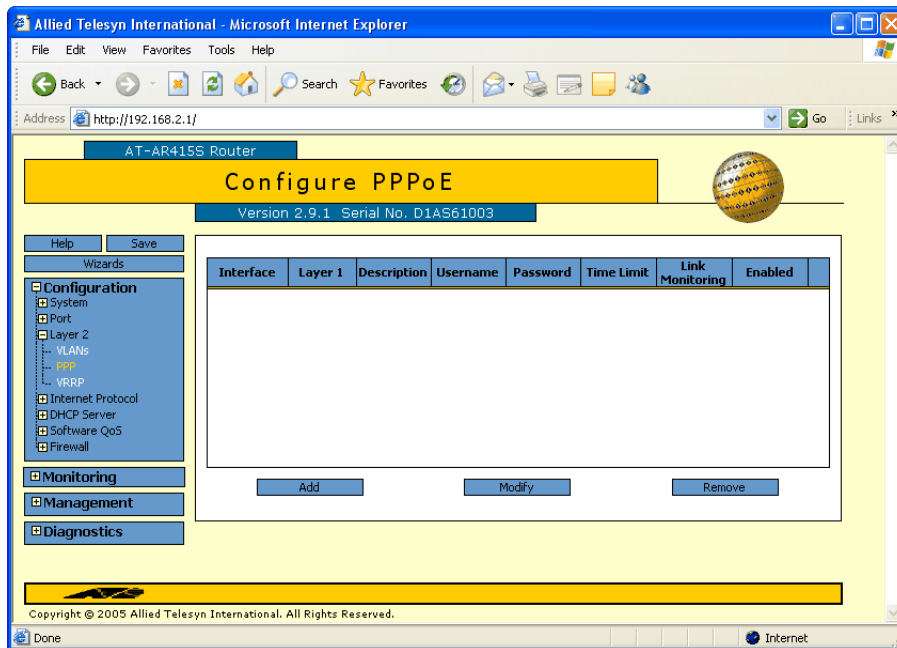 Allied Telesyn International - Microsoft Internet Explorer
File Edit View Favorites Tools Help
Back Search Favorites
Address http://192.168.2.1/ Go Links »
AT-AR415S Router
Configure PPPoE
Version 2.9.1 Serial No. D1AS61003
Help Save
Wizards
Configuration
System
Port
Layer 2
VLANs
PPP
VRRP
Internet Protocol
DHCP Server
Software QoS
Firewall
Monitoring
Management
Diagnostics
Interface Layer 1 Description Username Password Time Limit Link Monitoring Enabled
Add Modify Remove
Copyright © 2005 Allied Telesyn International. All Rights Reserved.
Done Internet